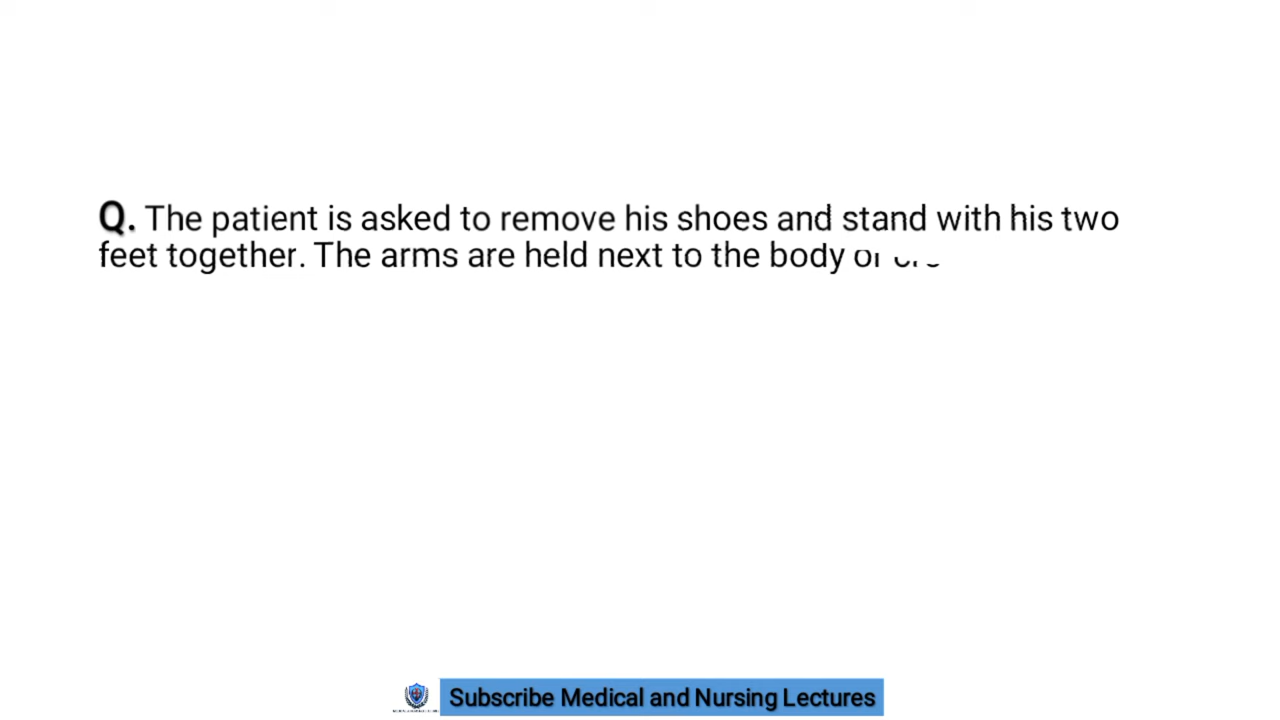 Q. The patient is asked to remove his shoes and stand with his two
feet together. The arms are held next to the body or
Subscribe Medical and Nursing Lectures